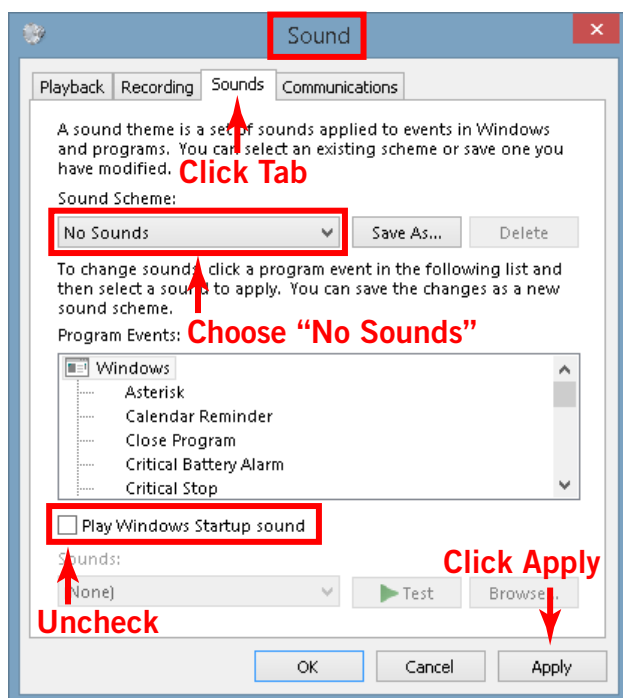 Sound
Playback Recording Sounds Communications
A sound theme is a set of sounds applied to events in Windows
and programs. You can select an existing scheme or save one you
have modified.
Click Tab
Sound Scheme:
No Sounds Save As... Delete
To change sounds, click a program event in the following list and
then select a sound to apply. You can save the changes as a new
sound scheme.
Choose “No Sounds”
Program Events:
Windows
Asterisk
Calendar Reminder
Close Program
Critical Battery Alarm
Critical Stop
Play Windows Startup sound
Sounds:
Click Apply
(None) Test Browse...
Uncheck
OK Cancel Apply